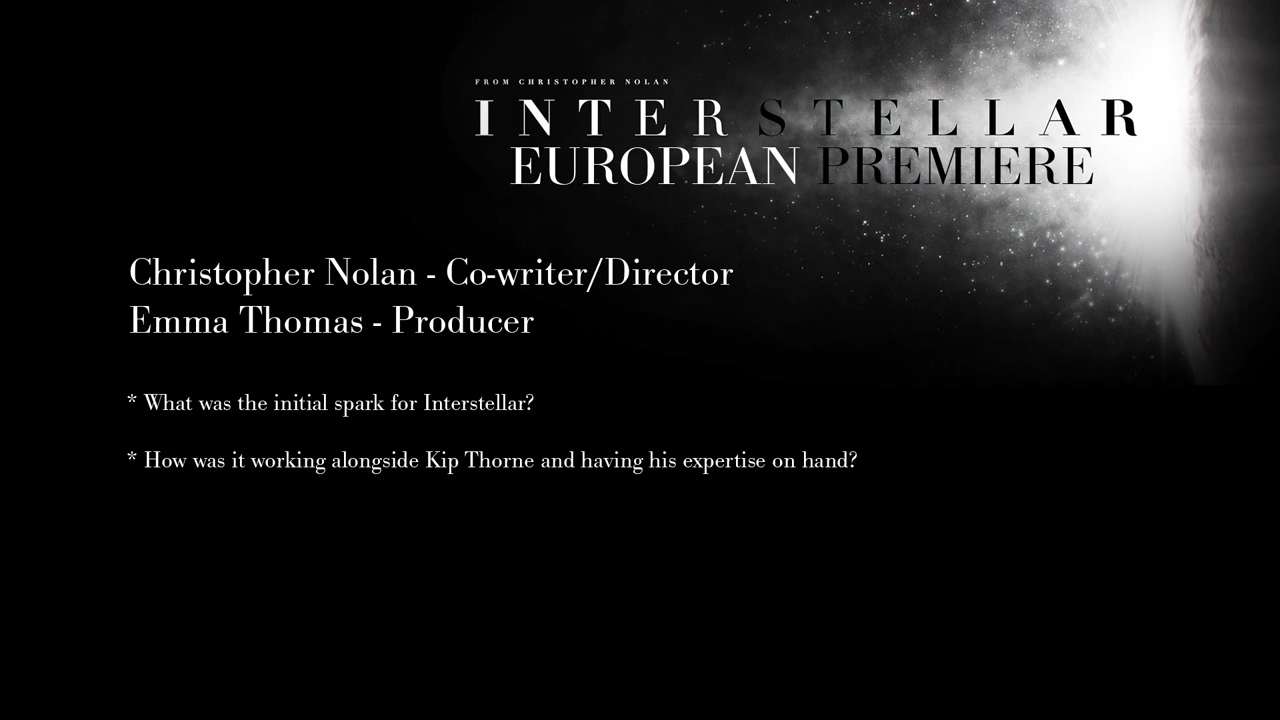 FROM CHRISTOPHER NOLAN
INTERSTELLAR
EUROPEAN PREMIERE
Christopher Nolan - Co-writer/Director
Emma Thomas - Producer
* What was the initial spark for Interstellar?
* How was it working alongside Kip Thorne and having his expertise on hand?